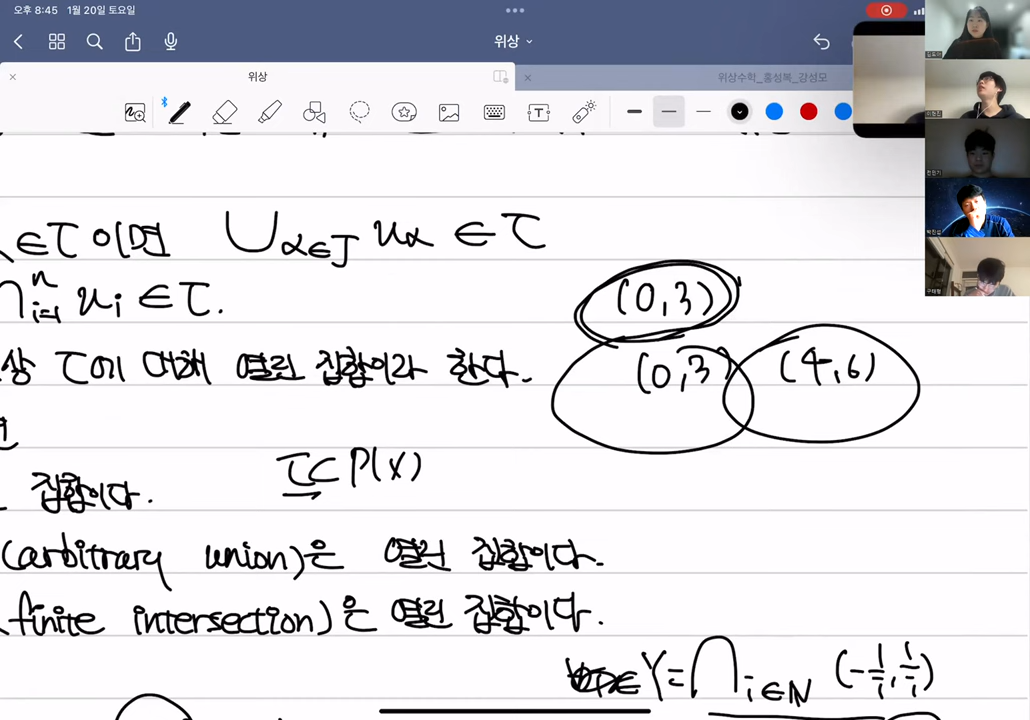 오후 8:45 1월 20일 토요일
위상
위상
위상수학_홍성복_강성모
∈ τ 이면 ⋃α∈J uα ∈ τ
⋂ⁿi=1 ui ∈ τ.
(0,3)
상 τ에 대해 열린 집합이라 한다.
(0,3) (4,6)
집합이다.
τ ⊂ P(X)
(arbitrary union)은 열린 집합이다.
(finite intersection)은 열린 집합이다.
Y = ⋂i∈N (-1/i, 1/i)